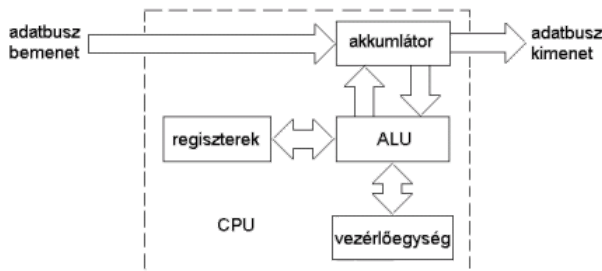 adatbusz
bemenet
akkumlátor
adatbusz
kimenet
regiszterek
ALU
CPU
vezérlőegység